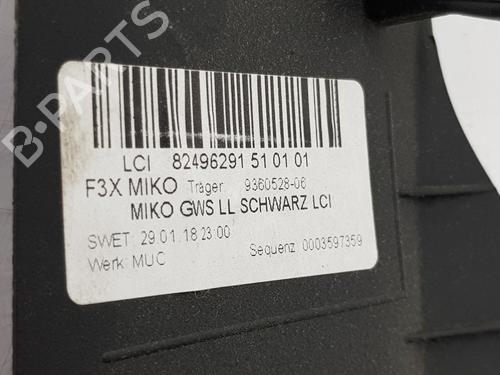 B-PARTS
LCI 82496291 51 01 01
F3X MIKO Träger: 9360528-06
MIKO GWS LL SCHWARZ LCI
SWET: 29.01.18 23:00
Werk: MUC Sequenz: 0003597359